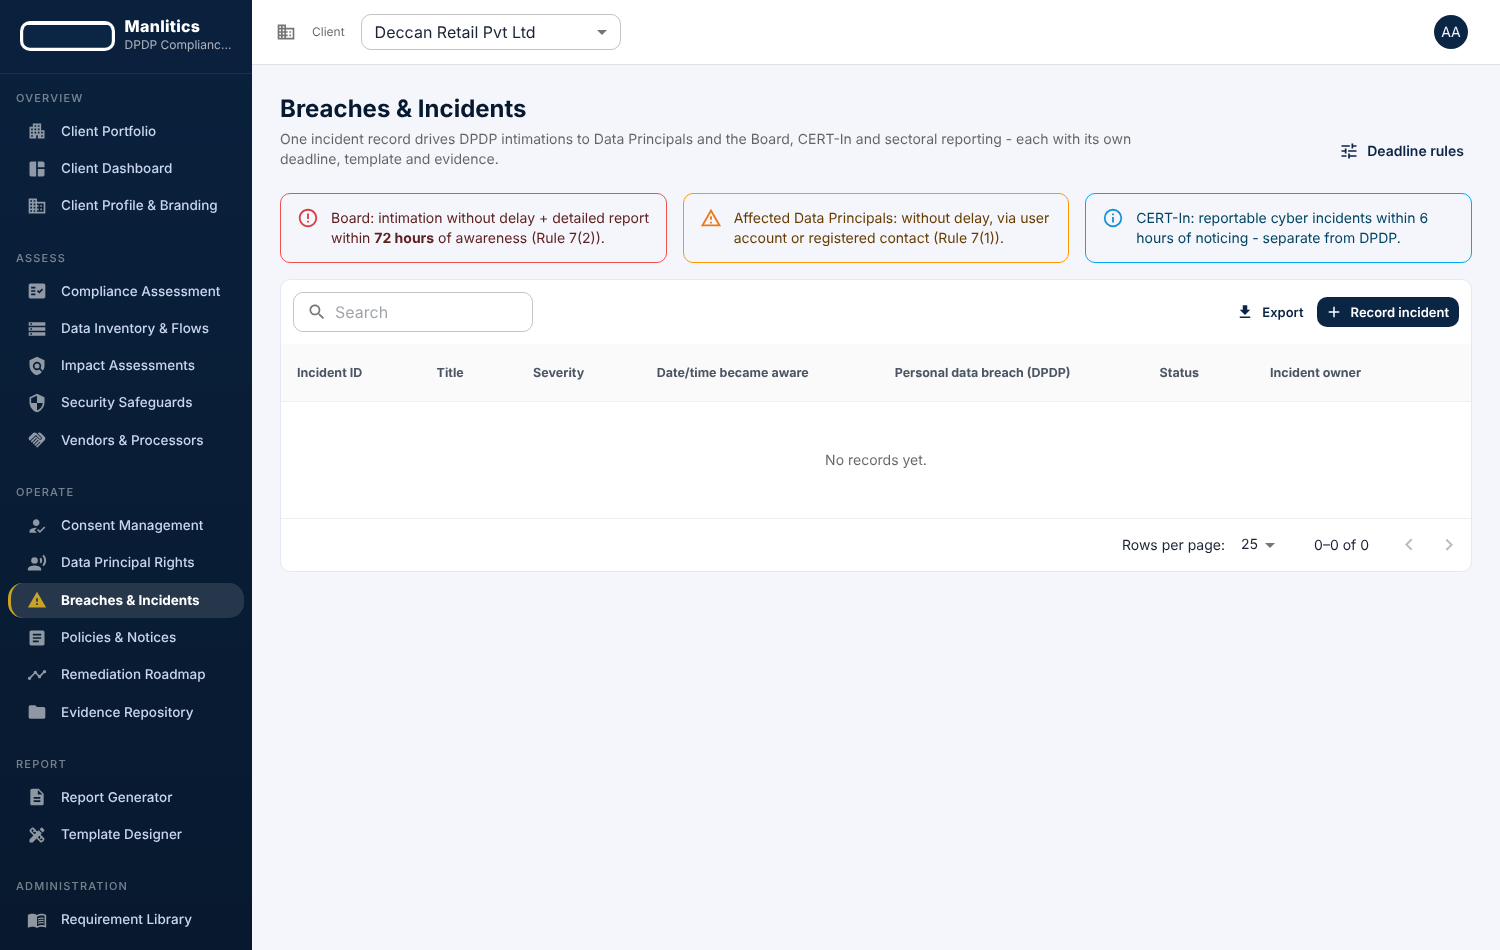 Manlitics
DPDP Complianc...
Client
Deccan Retail Pvt Ltd
AA
OVERVIEW
Client Portfolio
Client Dashboard
Client Profile & Branding
ASSESS
Compliance Assessment
Data Inventory & Flows
Impact Assessments
Security Safeguards
Vendors & Processors
OPERATE
Consent Management
Data Principal Rights
Breaches & Incidents
Policies & Notices
Remediation Roadmap
Evidence Repository
REPORT
Report Generator
Template Designer
ADMINISTRATION
Requirement Library
Breaches & Incidents
One incident record drives DPDP intimations to Data Principals and the Board, CERT-In and sectoral reporting - each with its own
deadline, template and evidence.
Deadline rules
Board: intimation without delay + detailed report
within 72 hours of awareness (Rule 7(2)).
Affected Data Principals: without delay, via user
account or registered contact (Rule 7(1)).
CERT-In: reportable cyber incidents within 6
hours of noticing - separate from DPDP.
Search
Export
Record incident
Incident ID Title Severity Date/time became aware Personal data breach (DPDP) Status Incident owner
No records yet.
Rows per page: 25 0–0 of 0